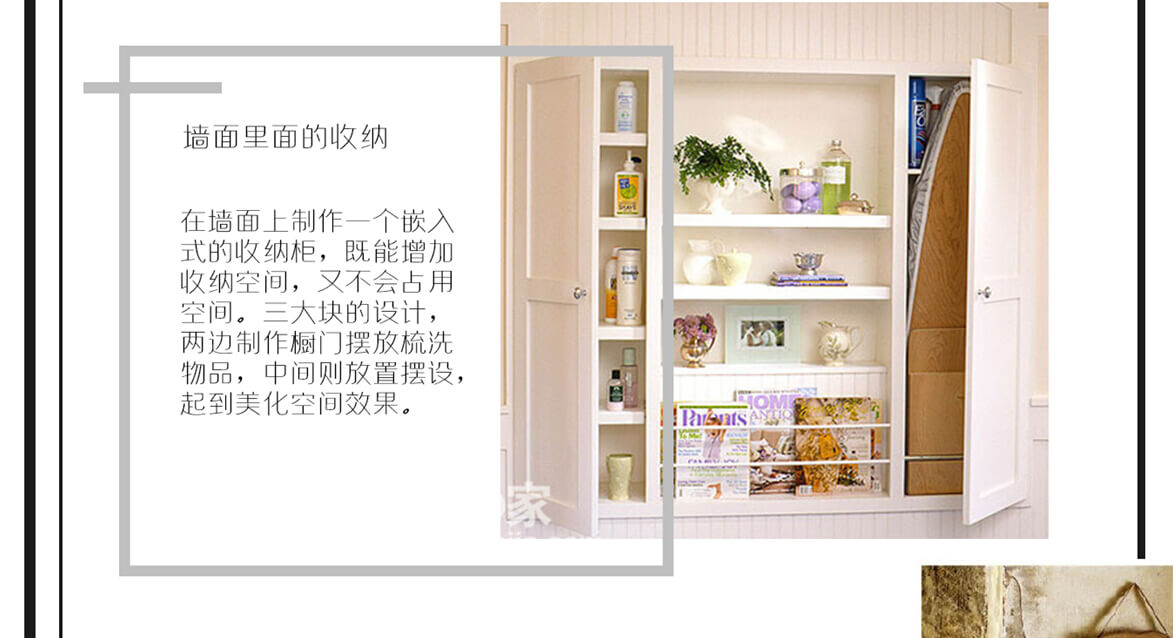 墙面里面的收纳
在墙面上制作一个嵌入
式的收纳柜，既能增加
收纳空间，又不会占用
空间。三大块的设计，
两边制作橱门摆放梳洗
物品，中间则放置摆设，
起到美化空间效果。
HOME
ANTIQ
Parents
家